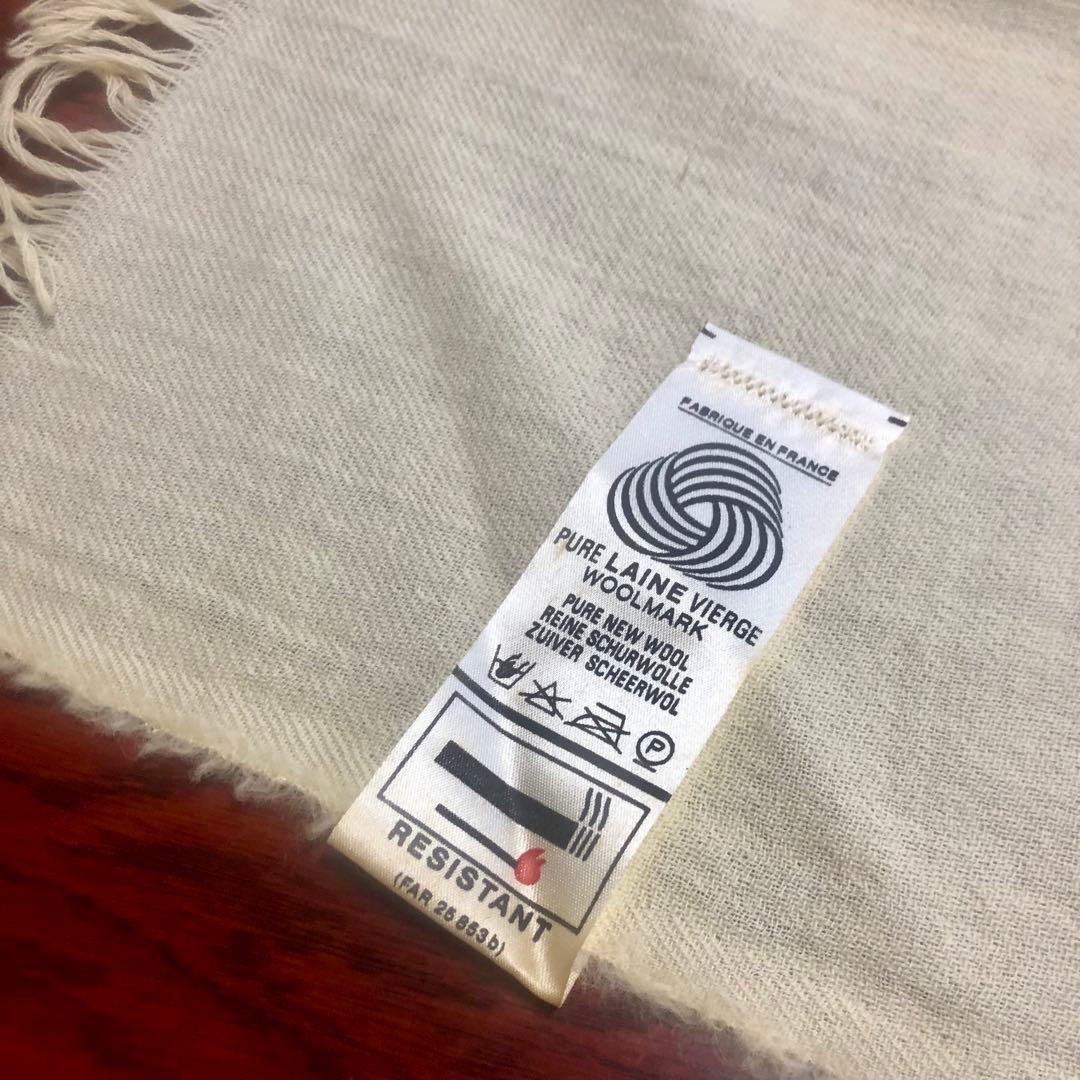 FABRIQUE EN FRANCE
PURE LAINE VIERGE
WOOLMARK
PURE NEW WOOL
REINE SCHURWOLLE
ZUIVER SCHEERWOL
P
RESISTANT
(FAR 25 853 b)